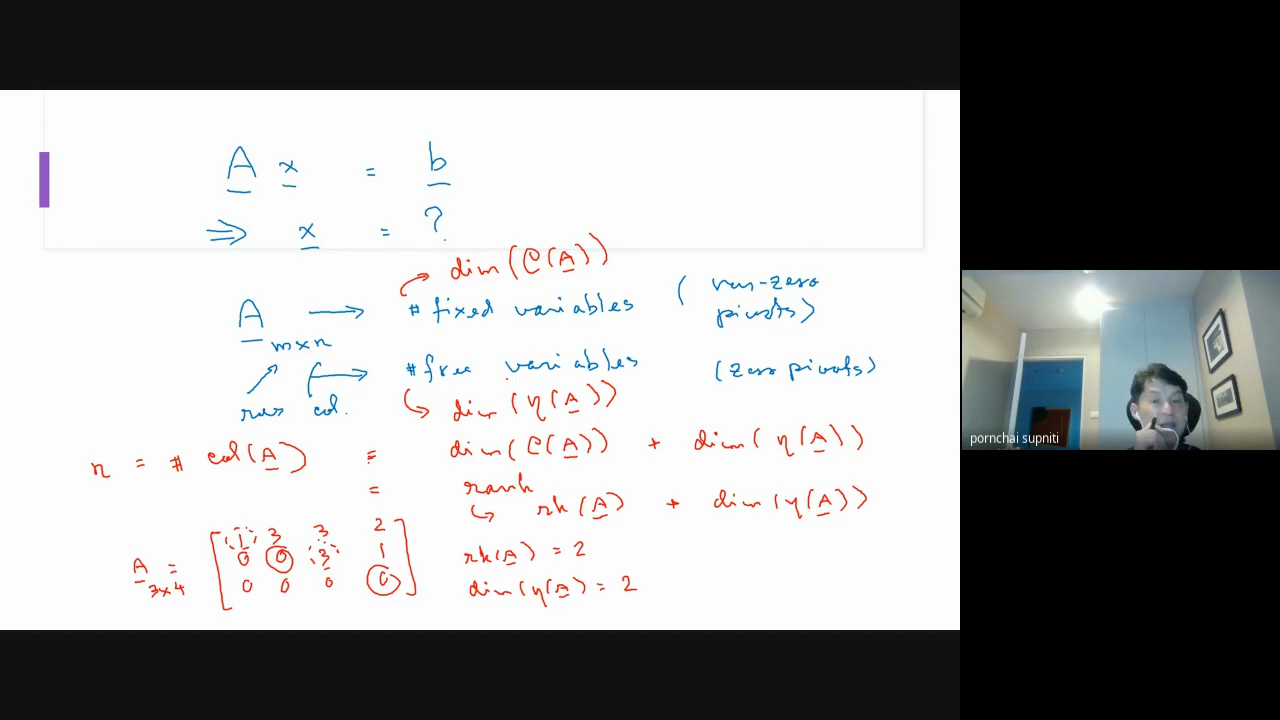 A x = b
⇒ x = ?
dim(C(A))
A m×n → # fixed variables (non-zero pivots)
→ # free variables (zero pivots)
rows col.
dim(η(A))
n = # col(A) = dim(C(A)) + dim(η(A))
= rank
rk(A) + dim(η(A))
A 3×4 = [ 1 3 3 2
0 0 3 1
0 0 0 0 ]
rk(A) = 2
dim(η(A)) = 2
pornchai supniti